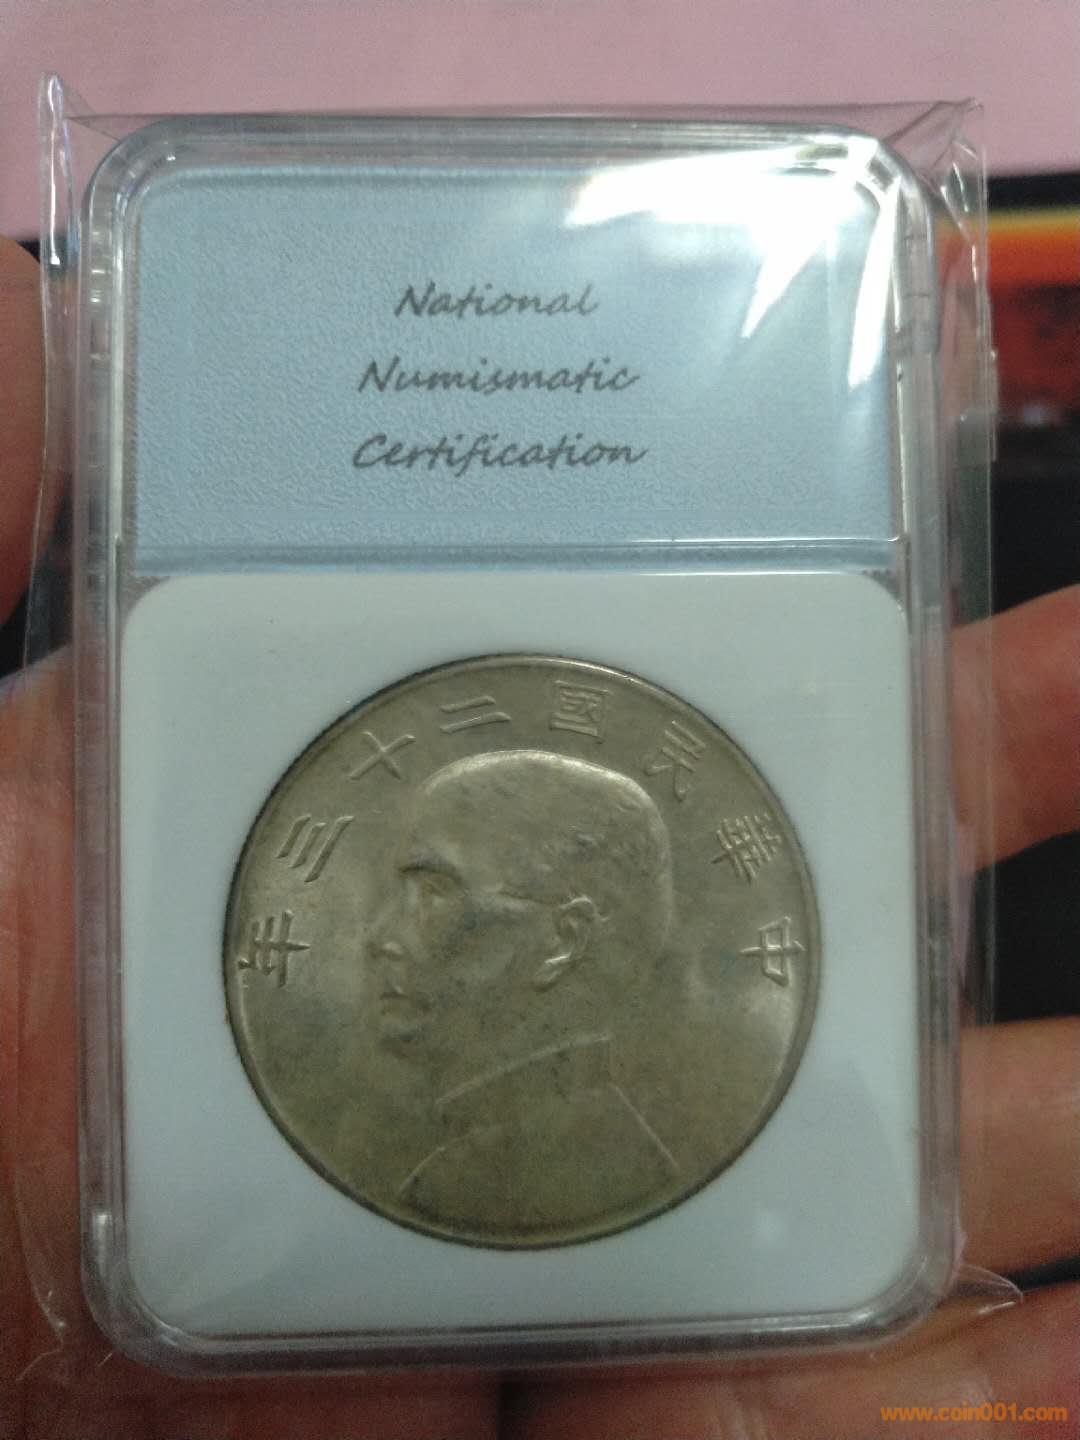 National
Numismatic
Certification
年三十二國民華中
www.coin001.com